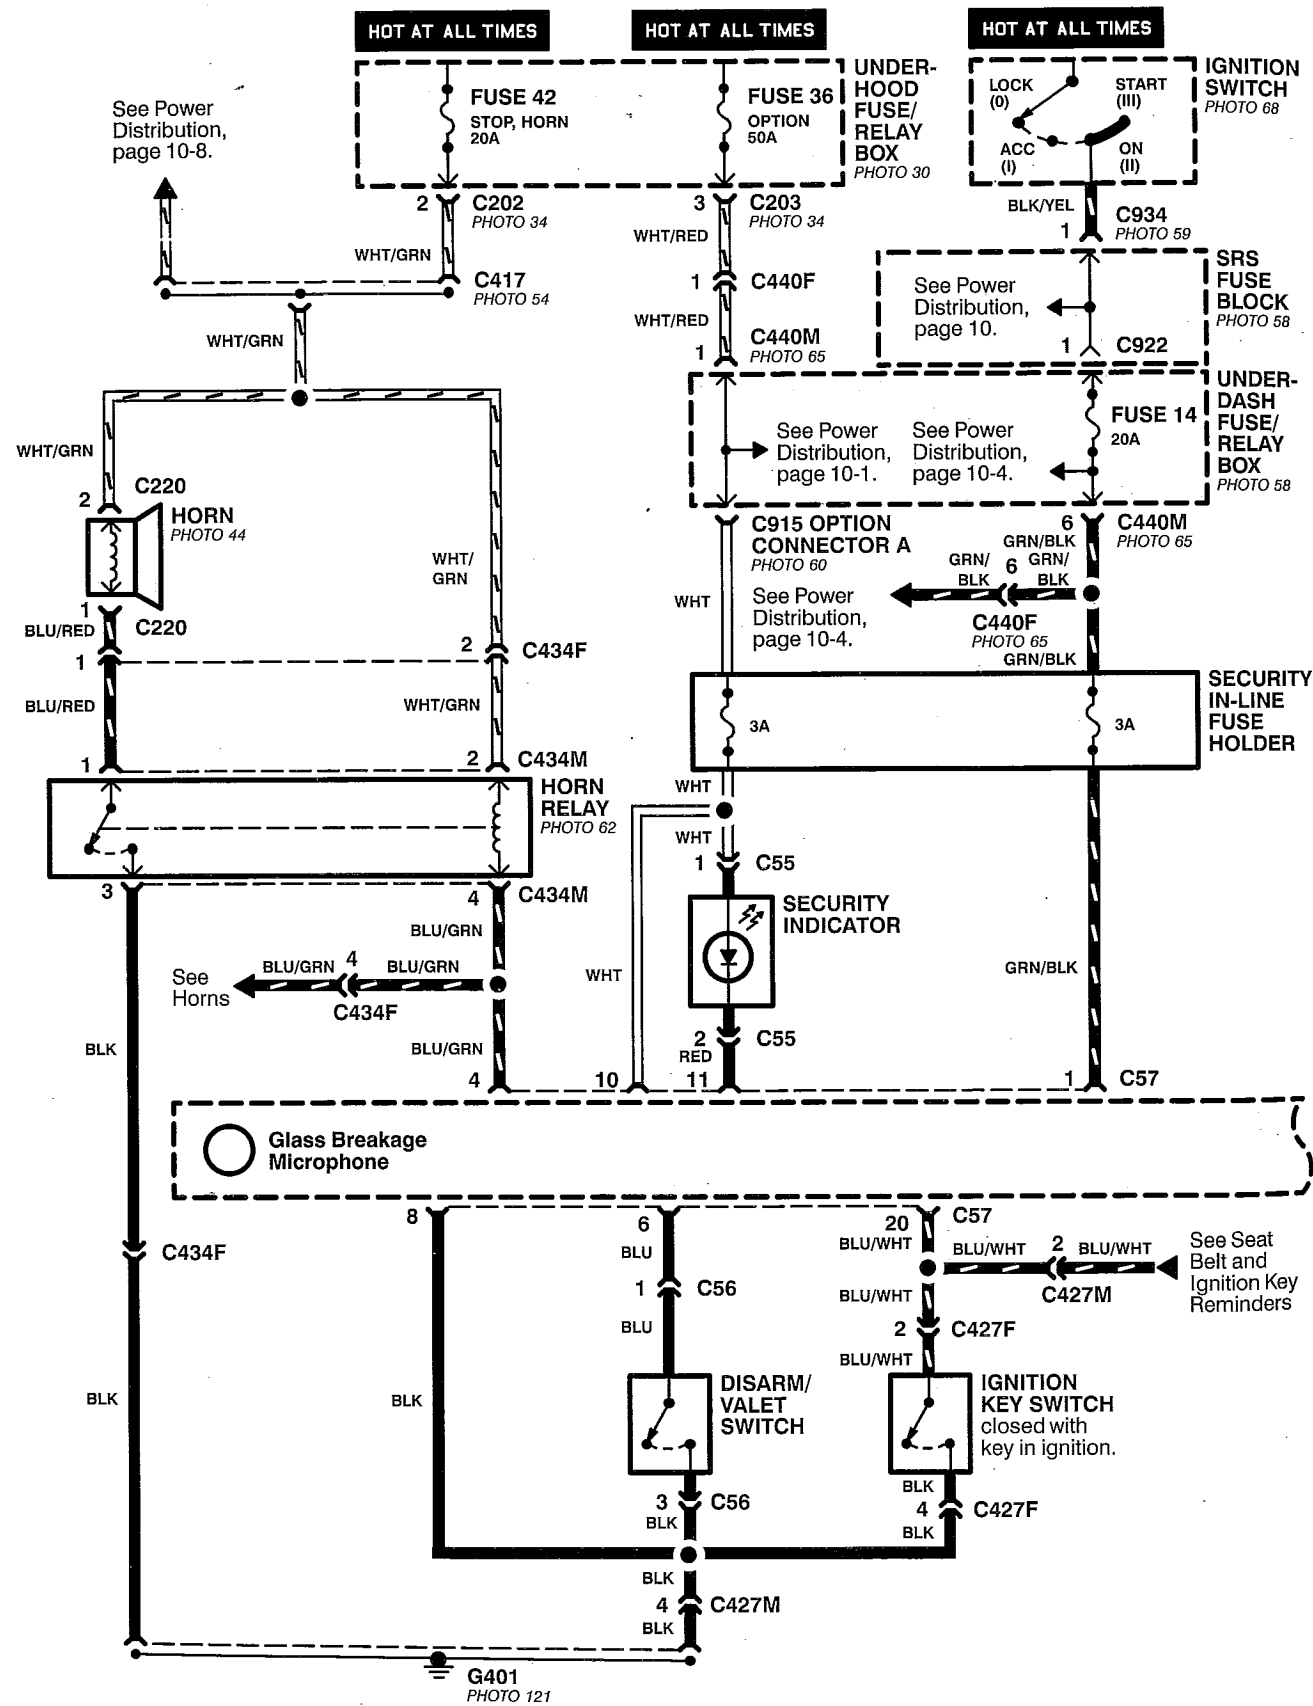 HOT AT ALL TIMES
HOT AT ALL TIMES
HOT AT ALL TIMES
See Power
Distribution,
page 10-8.
FUSE 42
STOP, HORN
20A
FUSE 36
OPTION
50A
UNDER-
HOOD
FUSE/
RELAY
BOX
PHOTO 30
LOCK
(0)
START
(III)
ACC
(I)
ON
(II)
IGNITION
SWITCH
PHOTO 68
2
C202
PHOTO 34
WHT/GRN
C417
PHOTO 54
WHT/GRN
3
C203
PHOTO 34
WHT/RED
1
C440F
WHT/RED
1
C440M
PHOTO 65
BLK/YEL
1
C934
PHOTO 59
See Power
Distribution,
page 10.
1
C922
SRS
FUSE
BLOCK
PHOTO 58
See Power
Distribution,
page 10-1.
See Power
Distribution,
page 10-4.
FUSE 14
20A
UNDER-
DASH
FUSE/
RELAY
BOX
PHOTO 58
WHT/GRN
2
C220
HORN
PHOTO 44
1
C220
BLU/RED
1
BLU/RED
1
WHT/
GRN
2
C434F
WHT/GRN
2
C434M
C915 OPTION
CONNECTOR A
PHOTO 60
WHT
See Power
Distribution,
page 10-4.
6
C440M
PHOTO 65
GRN/BLK
GRN/
BLK
6
GRN/
BLK
C440F
PHOTO 65
GRN/BLK
3A
3A
SECURITY
IN-LINE
FUSE
HOLDER
HORN
RELAY
PHOTO 62
3
4
C434M
BLU/GRN
See
Horns
BLU/GRN
4
BLU/GRN
C434F
BLU/GRN
4
BLK
WHT
WHT
1
C55
SECURITY
INDICATOR
WHT
2
C55
RED
10
11
GRN/BLK
1
C57
Glass Breakage
Microphone
C434F
BLK
8
BLK
6
BLU
1
C56
BLU
DISARM/
VALET
SWITCH
3
C56
BLK
20
C57
BLU/WHT
BLU/WHT
2
BLU/WHT
C427M
See Seat
Belt and
Ignition Key
Reminders
BLU/WHT
2
C427F
BLU/WHT
IGNITION
KEY SWITCH
closed with
key in ignition.
BLK
4
C427F
BLK
BLK
4
C427M
BLK
G401
PHOTO 121